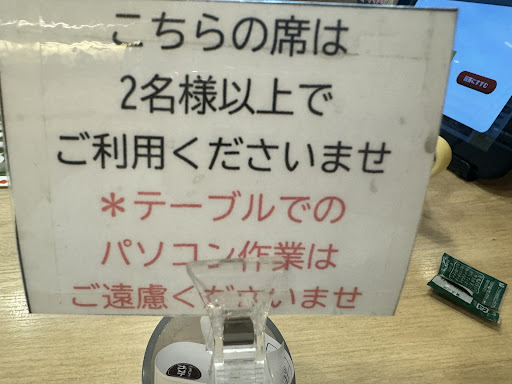 こちらの席は
2名様以上で
ご利用くださいませ
＊テーブルでの
パソコン作業は
ご遠慮くださいませ